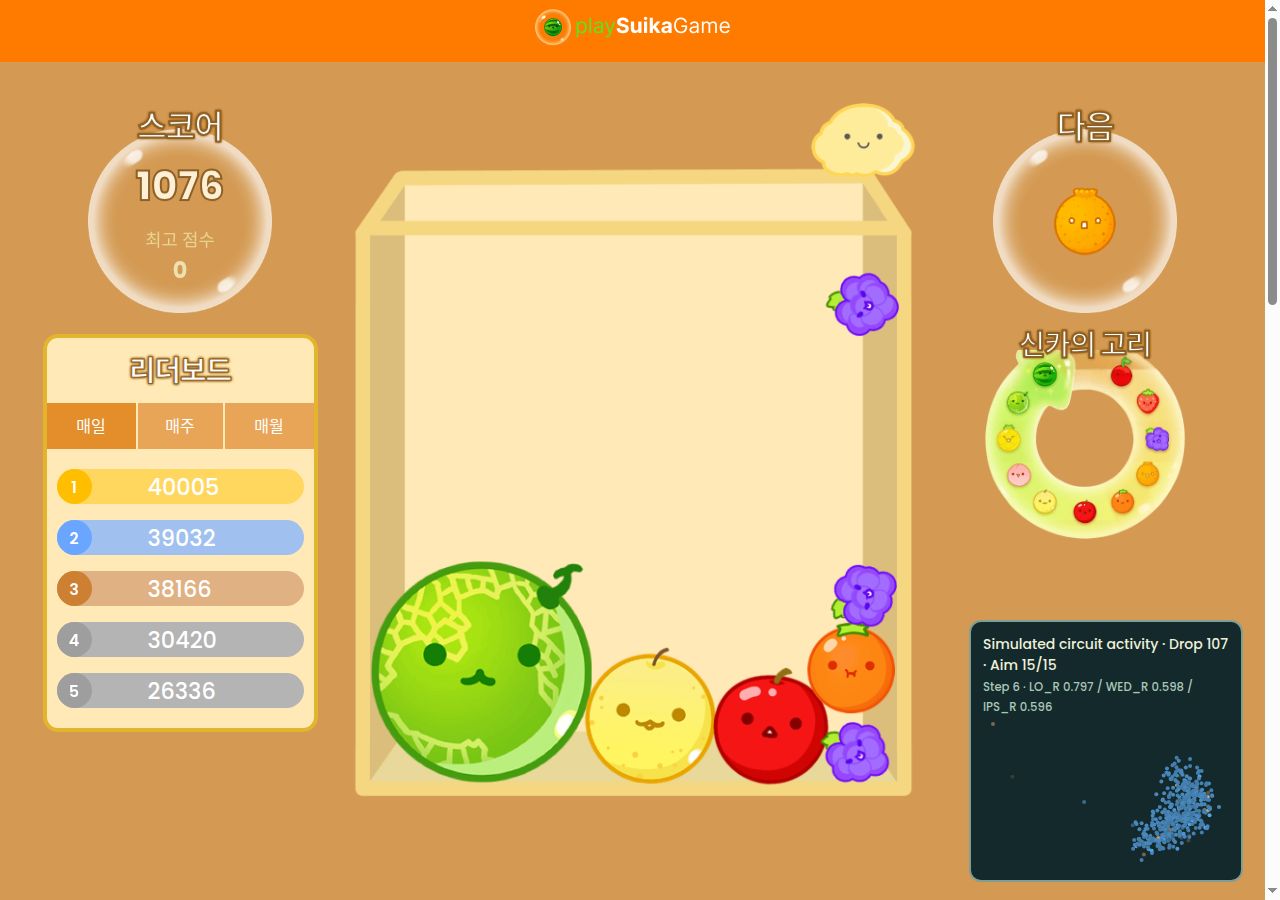 playSuikaGame
스코어
1076
최고 점수
0
리더보드
매일 매주 매월
1 40005
2 39032
3 38166
4 30420
5 26336
다음
신카의 고리
Simulated circuit activity · Drop 107
· Aim 15/15
Step 6 · LO_R 0.797 / WED_R 0.598 /
IPS_R 0.596